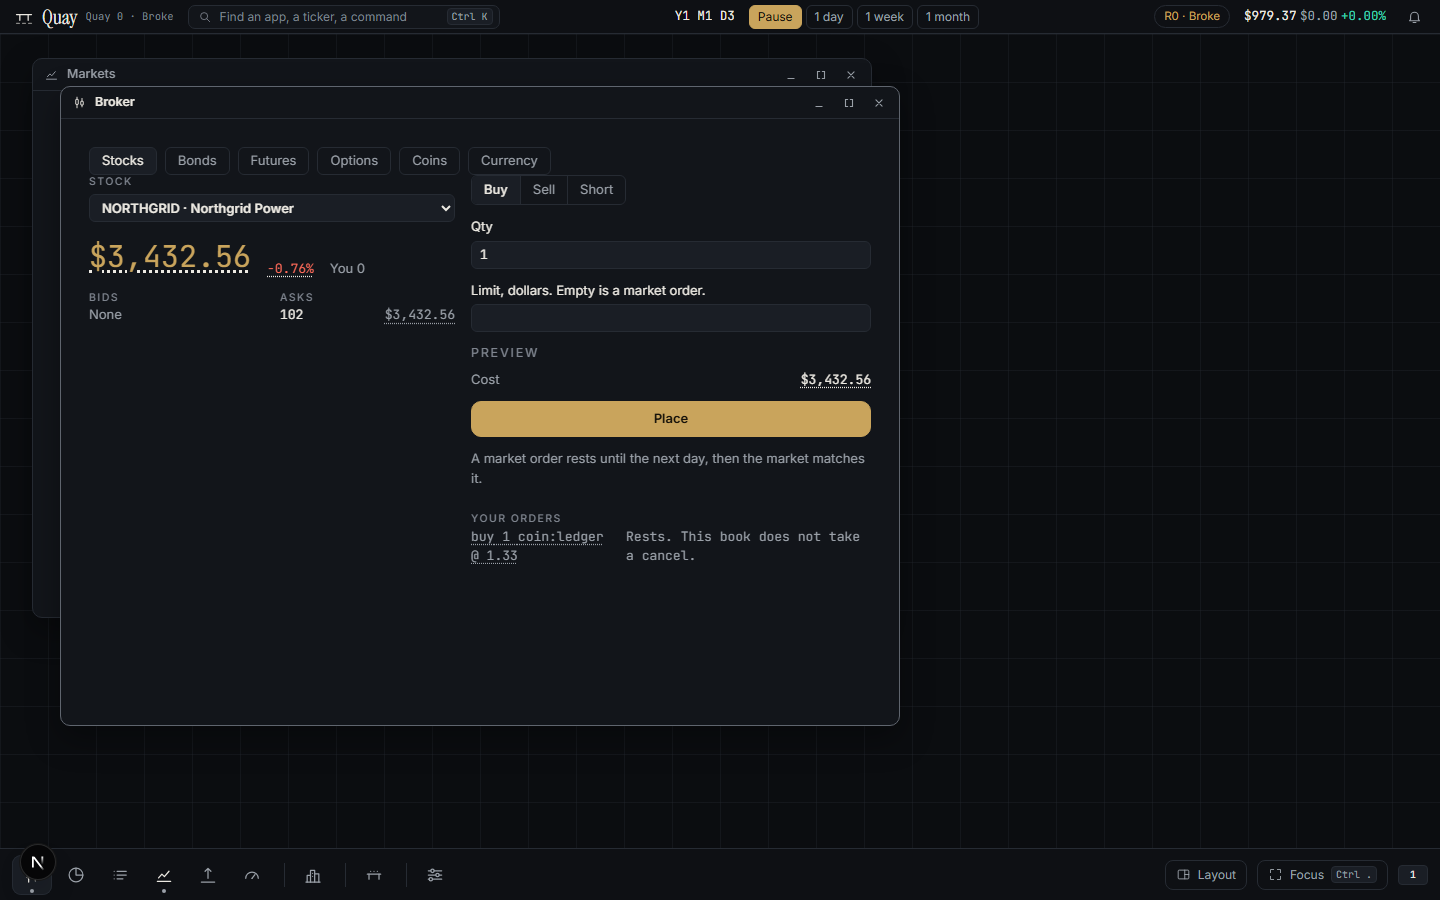 Quay Quay 0 · Broke Find an app, a ticker, a command Ctrl K Y1 M1 D3 Pause 1 day 1 week 1 month R0 · Broke $979.37 $0.00 +0.00%
Markets
Broker
Stocks Bonds Futures Options Coins Currency
STOCK
NORTHGRID · Northgrid Power
$3,432.56 -0.76% You 0
BIDS ASKS
None 102 $3,432.56
Buy Sell Short
Qty
1
Limit, dollars. Empty is a market order.
PREVIEW
Cost $3,432.56
Place
A market order rests until the next day, then the market matches
it.
YOUR ORDERS
buy 1 coin:ledger Rests. This book does not take
@ 1.33 a cancel.
N Layout Focus Ctrl . 1